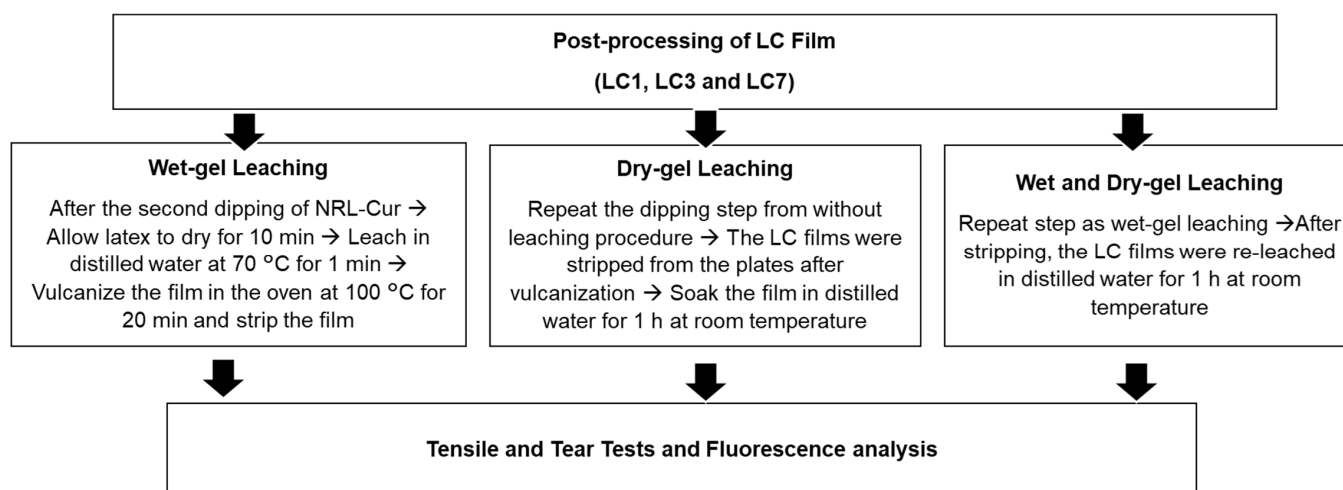 Post-processing of LC Film
(LC1, LC3 and LC7)
Wet-gel Leaching
After the second dipping of NRL-Cur →
Allow latex to dry for 10 min → Leach in
distilled water at 70 °C for 1 min →
Vulcanize the film in the oven at 100 °C for
20 min and strip the film
Dry-gel Leaching
Repeat the dipping step from without
leaching procedure → The LC films were
stripped from the plates after
vulcanization → Soak the film in distilled
water for 1 h at room temperature
Wet and Dry-gel Leaching
Repeat step as wet-gel leaching →After
stripping, the LC films were re-leached
in distilled water for 1 h at room
temperature
Tensile and Tear Tests and Fluorescence analysis